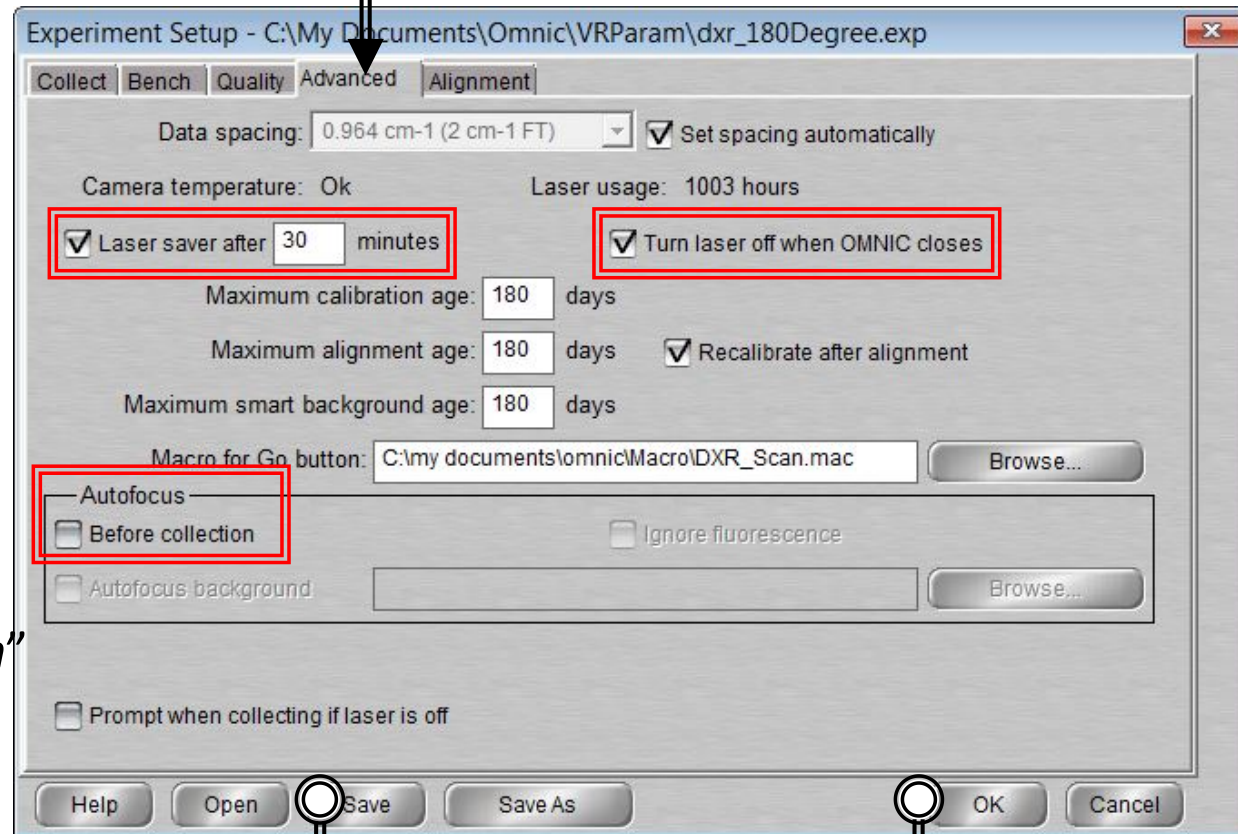 Experiment Setup - C:\My Documents\Omnic\VRParam\dxr_180Degree.exp
Collect Bench Quality Advanced Alignment
Data spacing: 0.964 cm-1 (2 cm-1 FT) Set spacing automatically
Camera temperature: Ok Laser usage: 1003 hours
Laser saver after 30 minutes Turn laser off when OMNIC closes
Maximum calibration age: 180 days
Maximum alignment age: 180 days Recalibrate after alignment
Maximum smart background age: 180 days
Macro for Go button: C:\my documents\omnic\Macro\DXR_Scan.mac Browse...
Autofocus
Before collection Ignore fluorescence
Autofocus background Browse...
”
Prompt when collecting if laser is off
Help Open Save Save As OK Cancel